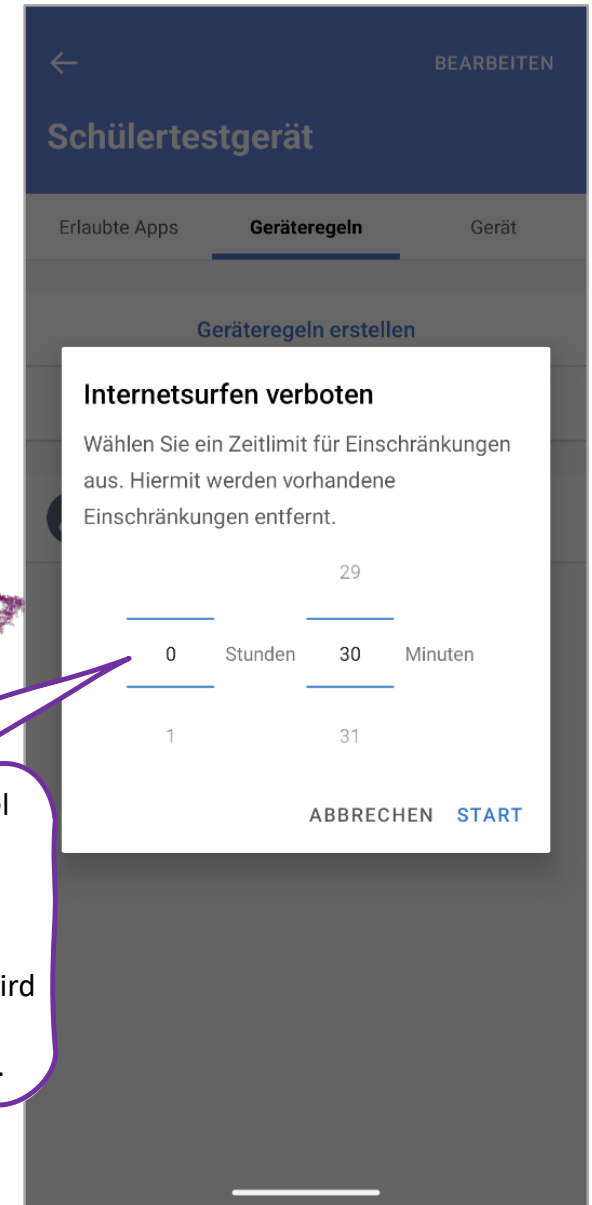 BEARBEITEN
Schülertestgerät
Erlaubte Apps Geräteregeln Gerät
Geräteregeln erstellen
Internetsurfen verboten
Wählen Sie ein Zeitlimit für Einschränkungen
aus. Hiermit werden vorhandene
Einschränkungen entfernt.
29
0 Stunden 30 Minuten
1 31
ABBRECHEN START